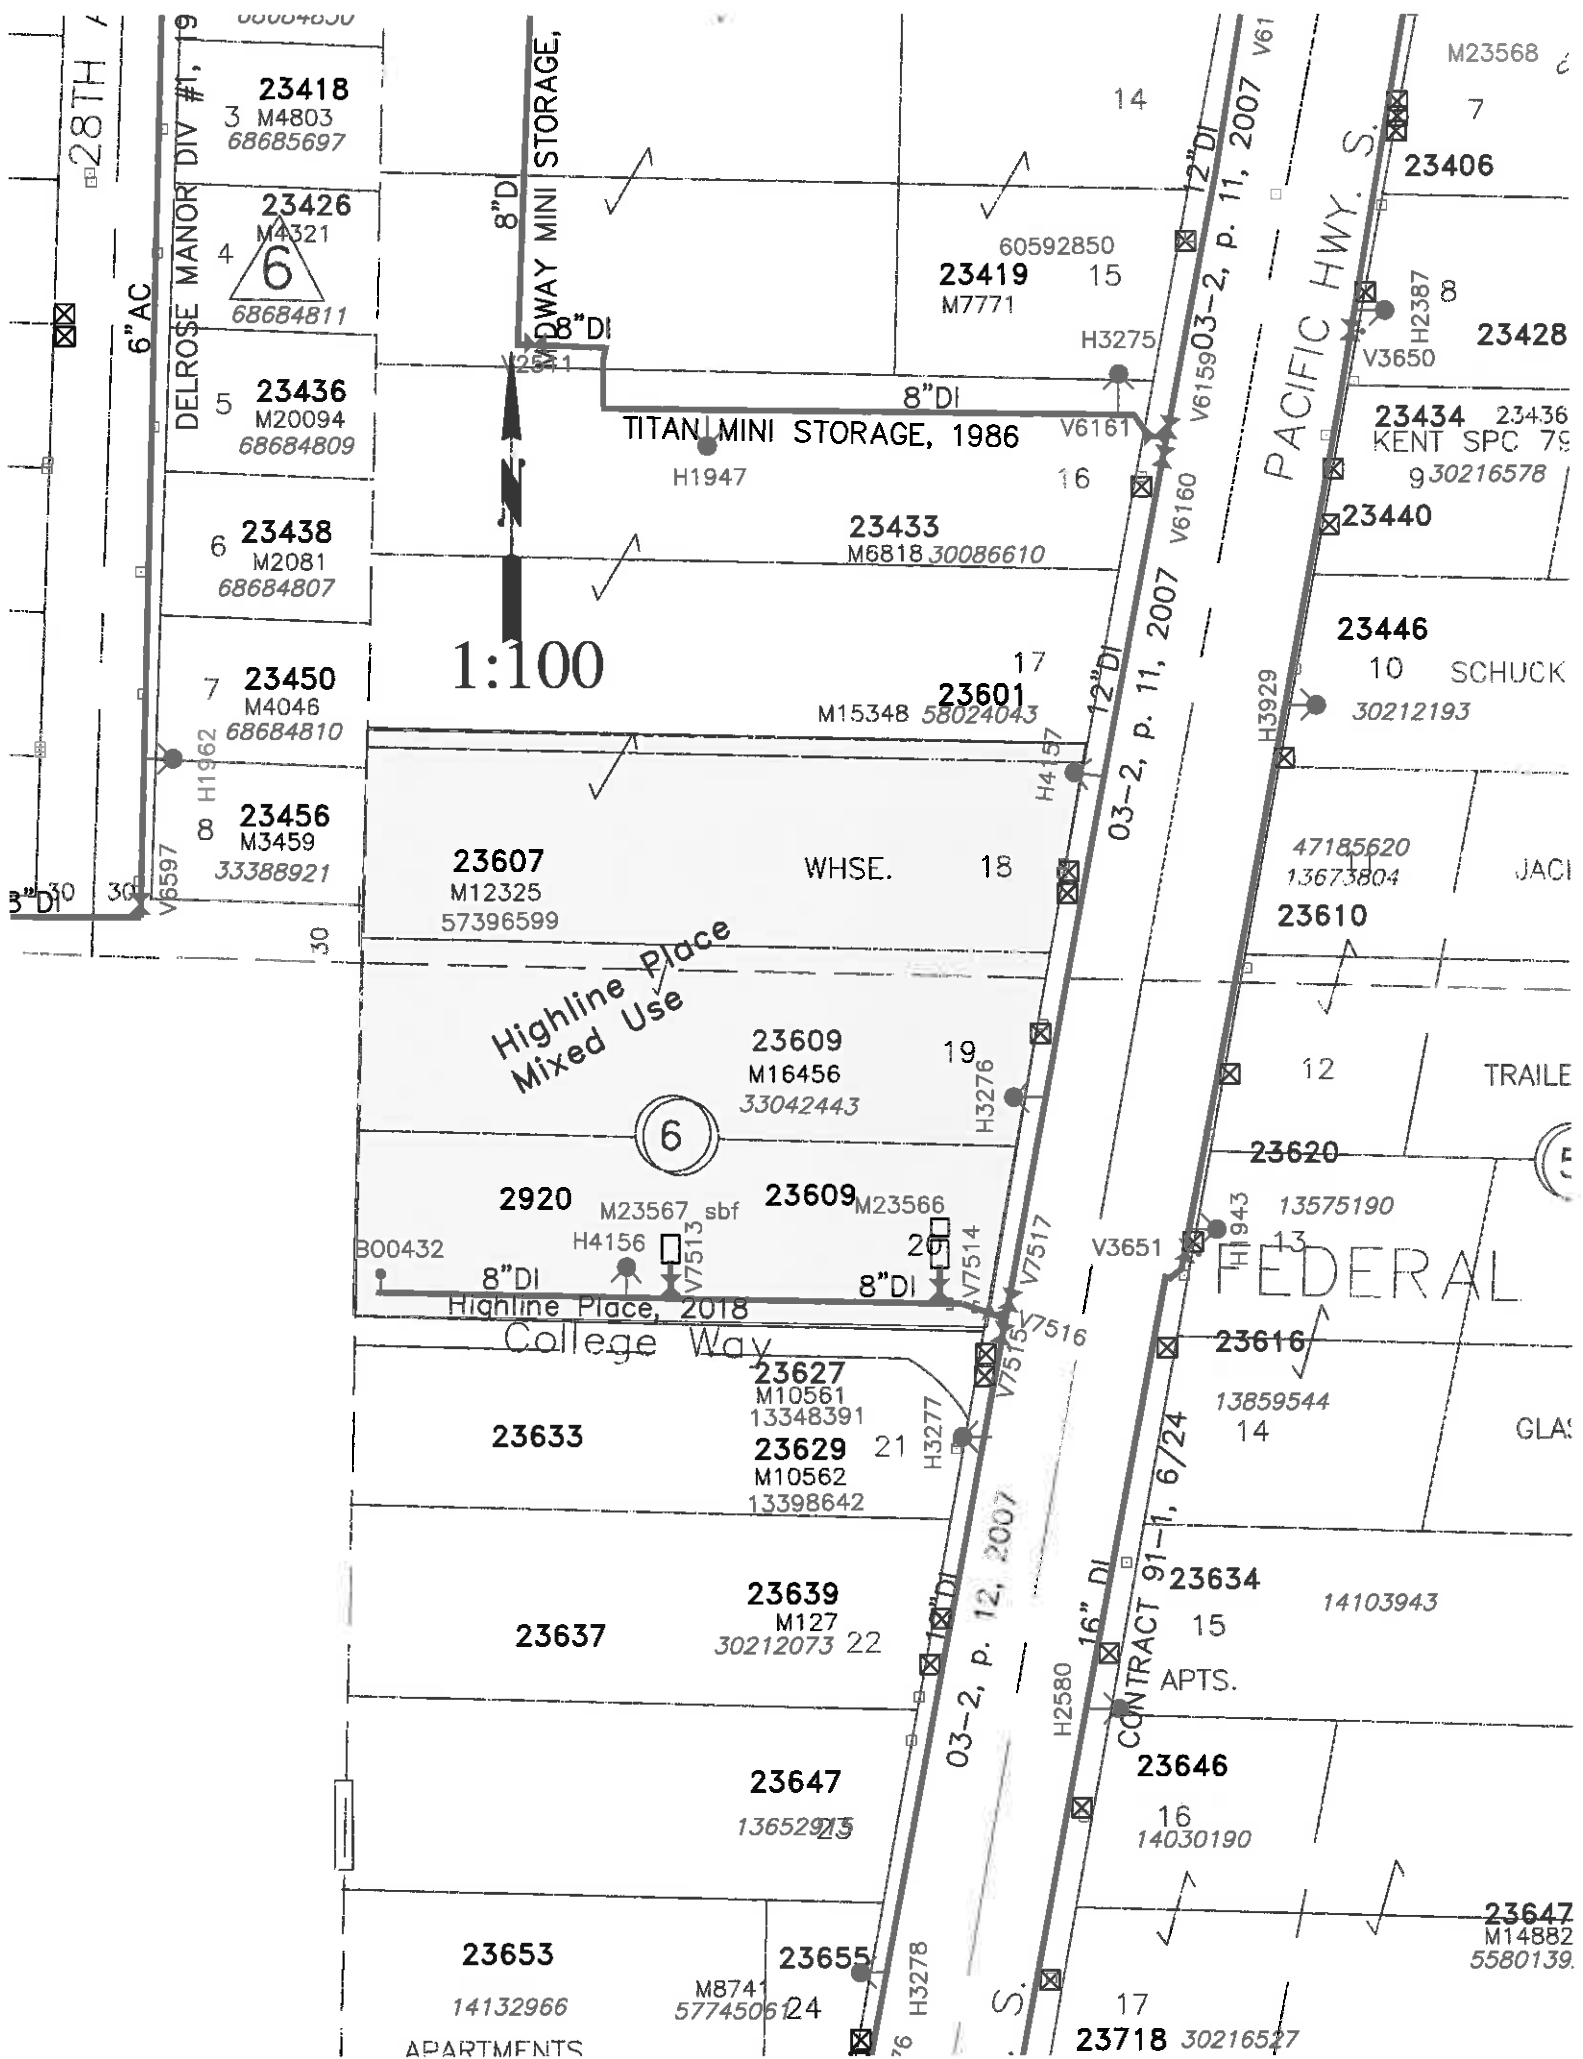 28TH A
DELROSE MANOR DIV #1, 19
6"AC
68684850
23418
3 M4803
68685697
23426
M4321
4
6
68684811
23436
5 M20094
68684809
23438
6 M2081
68684807
23450
7 M4046
68684810
H1962
23456
8 M3459
33388921
V6597
30
30
30
8"DI
MIDWAY MINI STORAGE,
8"D
8"DI
V2511
N
1:100
14
60592850
23419 15
M7771
H3275
8"DI
V6161
TITAN MINI STORAGE, 1986
H1947
16
23433
M6818 30086610
17
23601
M15348 58024043
H4157
12"DI
03-2, p. 11, 2007
V61
V6159
V6160
12"DI
03-2, p. 11, 2007
PACIFIC HWY. S.
M23568
7
23406
H2387
8
23428
V3650
23434 23436
KENT SPC 79
9 30216578
23440
23446
10 SCHUCK
30212193
H3929
47185620
11
13673804
JACI
23610
12
TRAILE
23620
5
13575190
H1943
13
V3651
FEDERAL
23616
13859544
14
GLAS
23607
M12325
57396599
WHSE. 18
Highline Place
Mixed Use
23609
M16456
33042443
19
H3276
6
2920
23609
M23567 sbf
M23566
B00432
H4156
V7513
20
V7514
V7517
8"DI
8"DI
Highline Place, 2018
V7516
V7515
College Way
23627
M10561
13348391
23633
23629
M10562
13398642
21
H3277
03-2, p. 12, 2007
CONTRACT 91-1, 6/24
16" DI
23634
15
14103943
APTS.
H2580
23639
M127
30212073 22
23637
23646
16
14030190
23647
23
23653
14132966
APARTMENTS
23655
M8741
57745061
24
H3278
76
S.
17
23718 30216527
23647
M14882
5580139